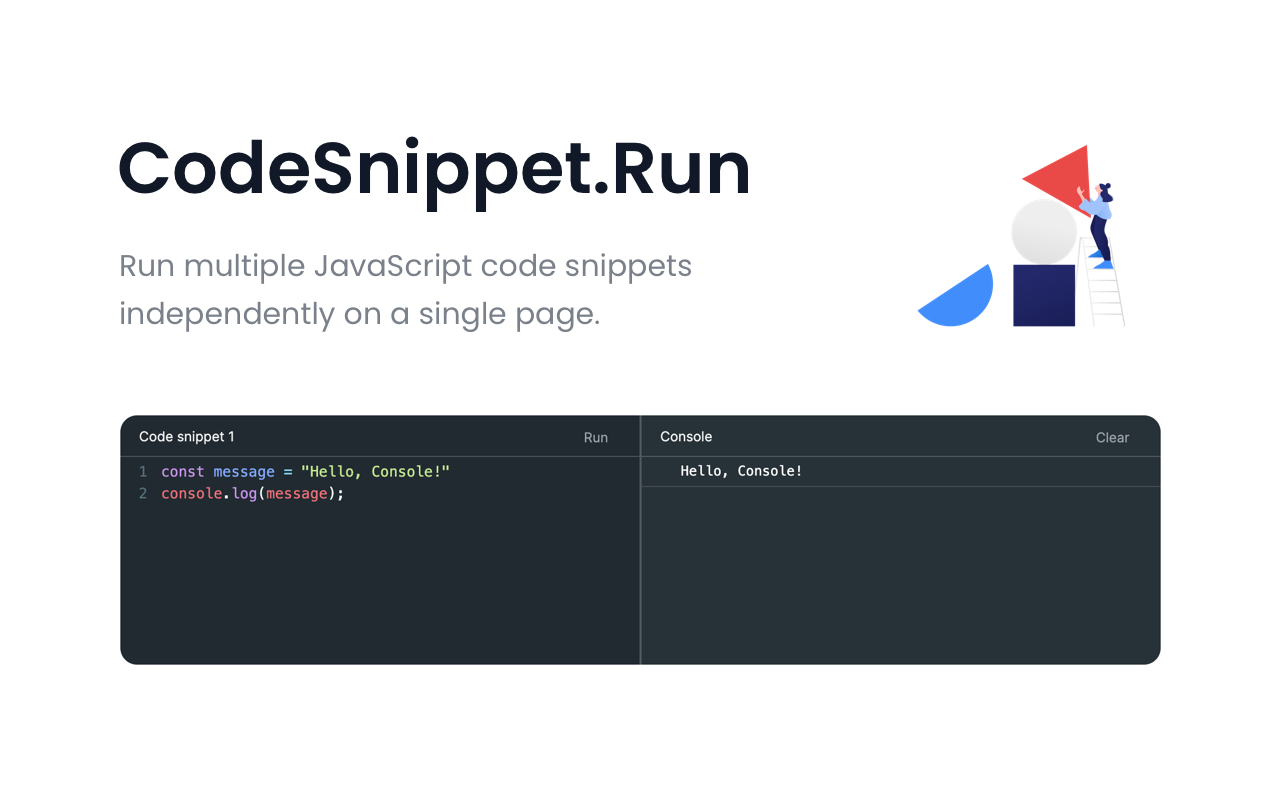 CodeSnippet.Run
Run multiple JavaScript code snippets
independently on a single page.
Code snippet 1
Run
1 const message = "Hello, Console!"
2 console.log(message);
Console
Clear
Hello, Console!